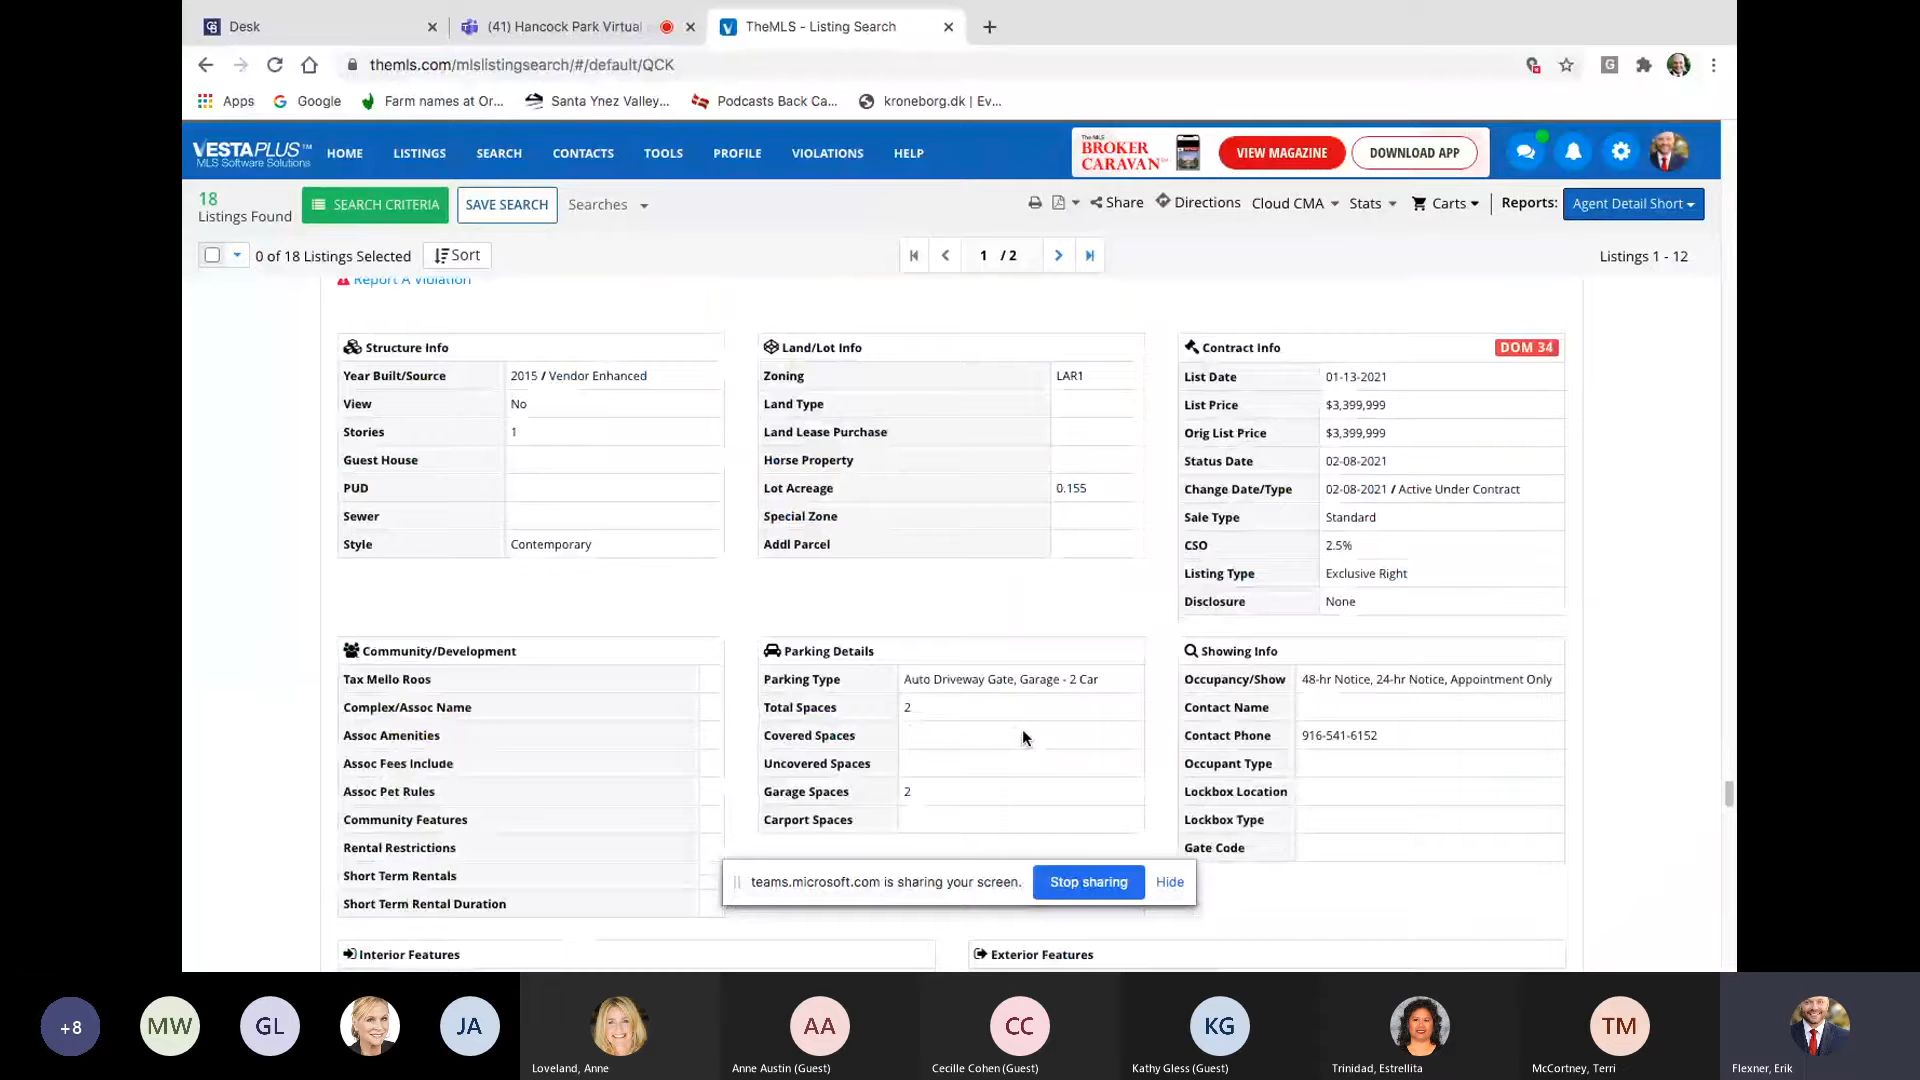 Desk
(41) Hancock Park Virtual
TheMLS - Listing Search
themls.com/mlslistingsearch/#/default/QCK
Apps
Google
Farm names at Or...
Santa Ynez Valley...
Podcasts Back Ca...
kroneborg.dk | Ev...
VESTAPLUS™
MLS Software Solutions
HOME
LISTINGS
SEARCH
CONTACTS
TOOLS
PROFILE
VIOLATIONS
HELP
The MLS
BROKER
CARAVAN™
VIEW MAGAZINE
DOWNLOAD APP
18
Listings Found
SEARCH CRITERIA
SAVE SEARCH
Searches
Share
Directions
Cloud CMA
Stats
Carts
Reports:
Agent Detail Short
0 of 18 Listings Selected
Sort
1 / 2
Listings 1 - 12
Report A Violation
Structure Info
Year Built/Source 2015 / Vendor Enhanced
View No
Stories 1
Guest House
PUD
Sewer
Style Contemporary
Land/Lot Info
Zoning LAR1
Land Type
Land Lease Purchase
Horse Property
Lot Acreage 0.155
Special Zone
Addl Parcel
Contract Info DOM 34
List Date 01-13-2021
List Price $3,399,999
Orig List Price $3,399,999
Status Date 02-08-2021
Change Date/Type 02-08-2021 / Active Under Contract
Sale Type Standard
CSO 2.5%
Listing Type Exclusive Right
Disclosure None
Community/Development
Tax Mello Roos
Complex/Assoc Name
Assoc Amenities
Assoc Fees Include
Assoc Pet Rules
Community Features
Rental Restrictions
Short Term Rentals
Short Term Rental Duration
Parking Details
Parking Type Auto Driveway Gate, Garage - 2 Car
Total Spaces 2
Covered Spaces
Uncovered Spaces
Garage Spaces 2
Carport Spaces
Showing Info
Occupancy/Show 48-hr Notice, 24-hr Notice, Appointment Only
Contact Name
Contact Phone 916-541-6152
Occupant Type
Lockbox Location
Lockbox Type
Gate Code
teams.microsoft.com is sharing your screen.
Stop sharing
Hide
Interior Features
Exterior Features
+8
MW
GL
JA
AA
CC
KG
TM
Loveland, Anne
Anne Austin (Guest)
Cecille Cohen (Guest)
Kathy Gless (Guest)
Trinidad, Estrellita
McCortney, Terri
Flexner, Erik